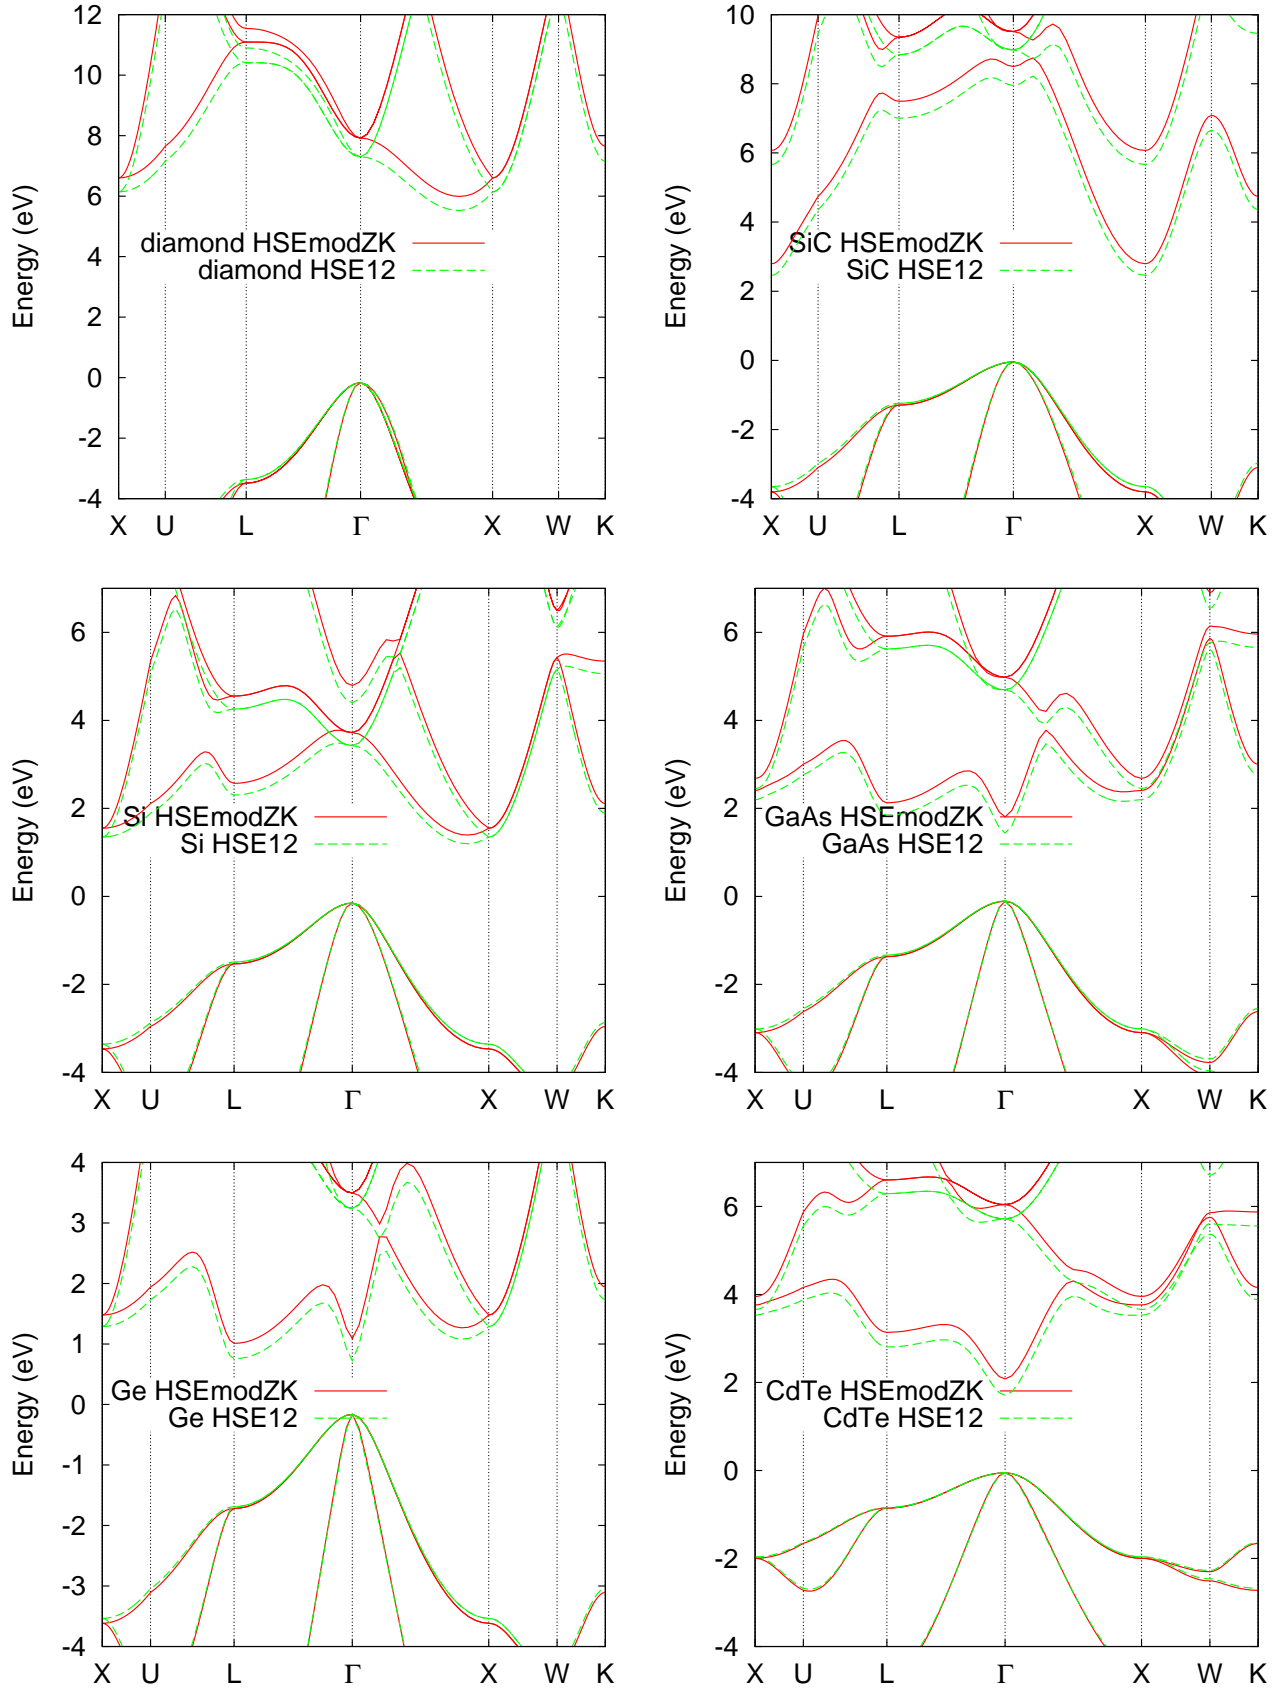 12
10
8
6
4
2
0
-2
-4
Energy (eV)
diamond HSEmodZK
diamond HSE12
X U L Γ X W K
10
8
6
4
2
0
-2
-4
Energy (eV)
SiC HSEmodZK
SiC HSE12
X U L Γ X W K
6
4
2
0
-2
-4
Energy (eV)
Si HSEmodZK
Si HSE12
X U L Γ X W K
6
4
2
0
-2
-4
Energy (eV)
GaAs HSEmodZK
GaAs HSE12
X U L Γ X W K
4
3
2
1
0
-1
-2
-3
-4
Energy (eV)
Ge HSEmodZK
Ge HSE12
X U L Γ X W K
6
4
2
0
-2
-4
Energy (eV)
CdTe HSEmodZK
CdTe HSE12
X U L Γ X W K